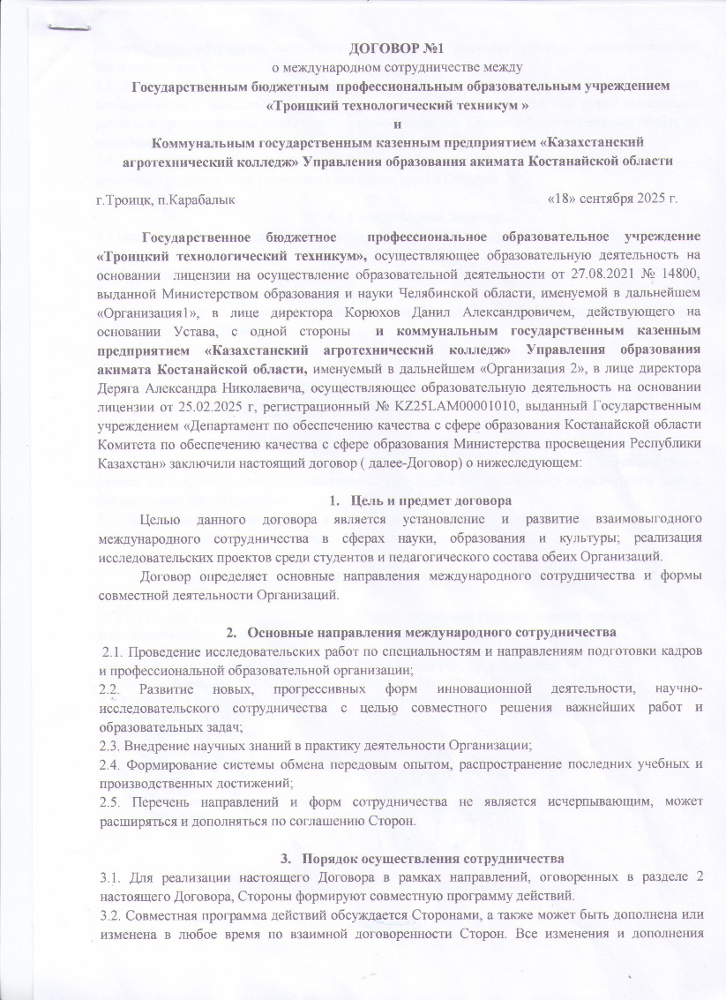 ДОГОВОР №1
о международном сотрудничестве между
Государственным бюджетным профессиональным образовательным учреждением
«Троицкий технологический техникум »
и
Коммунальным государственным казенным предприятием «Казахстанский
агротехнический колледж» Управления образования акимата Костанайской области
г.Троицк, п.Карабалык «18» сентября 2025 г.
Государственное бюджетное профессиональное образовательное учреждение
«Троицкий технологический техникум», осуществляющее образовательную деятельность на
основании лицензии на осуществление образовательной деятельности от 27.08.2021 № 14800,
выданной Министерством образования и науки Челябинской области, именуемой в дальнейшем
«Организация1», в лице директора Корюхов Данил Александровичем, действующего на
основании Устава, с одной стороны и коммунальным государственным казенным
предприятием «Казахстанский агротехнический колледж» Управления образования
акимата Костанайской области, именуемый в дальнейшем «Организация 2», в лице директора
Деряга Александра Николаевича, осуществляющее образовательную деятельность на основании
лицензии от 25.02.2025 г, регистрационный № KZ25LAM00001010, выданный Государственным
учреждением «Департамент по обеспечению качества с сфере образования Костанайской области
Комитета по обеспечению качества с сфере образования Министерства просвещения Республики
Казахстан» заключили настоящий договор ( далее-Договор) о нижеследующем:
1. Цель и предмет договора
Целью данного договора является установление и развитие взаимовыгодного
международного сотрудничества в сферах науки, образования и культуры; реализация
исследовательских проектов среди студентов и педагогического состава обеих Организаций.
Договор определяет основные направления международного сотрудничества и формы
совместной деятельности Организаций.
2. Основные направления международного сотрудничества
2.1. Проведение исследовательских работ по специальностям и направлениям подготовки кадров
и профессиональной образовательной организации;
2.2. Развитие новых, прогрессивных форм инновационной деятельности, научно-
исследовательского сотрудничества с целью совместного решения важнейших работ и
образовательных задач;
2.3. Внедрение научных знаний в практику деятельности Организации;
2.4. Формирование системы обмена передовым опытом, распространение последних учебных и
производственных достижений;
2.5. Перечень направлений и форм сотрудничества не является исчерпывающим, может
расширяться и дополняться по соглашению Сторон.
3. Порядок осуществления сотрудничества
3.1. Для реализации настоящего Договора в рамках направлений, оговоренных в разделе 2
настоящего Договора, Стороны формируют совместную программу действий.
3.2. Совместная программа действий обсуждается Сторонами, а также может быть дополнена или
изменена в любое время по взаимной договоренности Сторон. Все изменения и дополнения